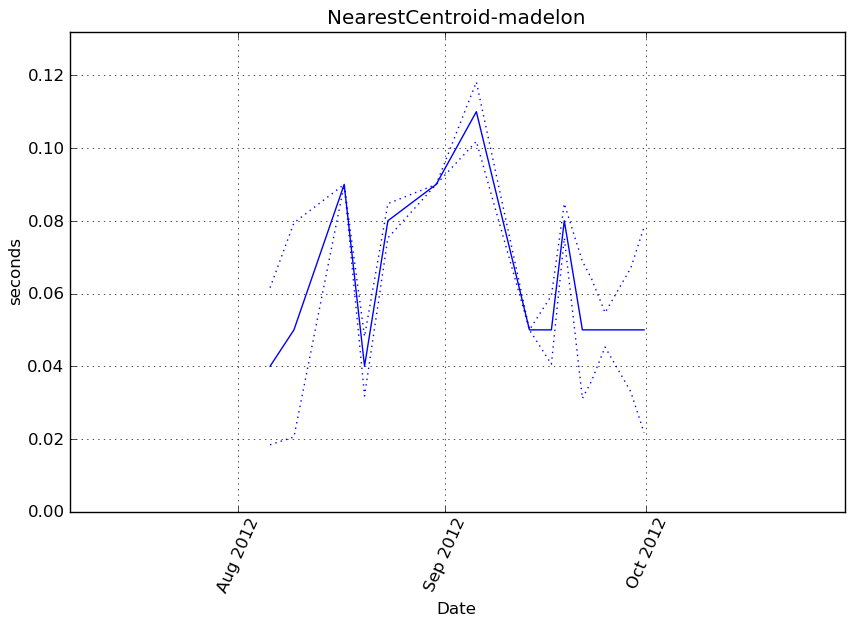 NearestCentroid-madelon
0.12
0.10
0.08
0.06
0.04
0.02
0.00
seconds
Aug 2012
Sep 2012
Oct 2012
Date